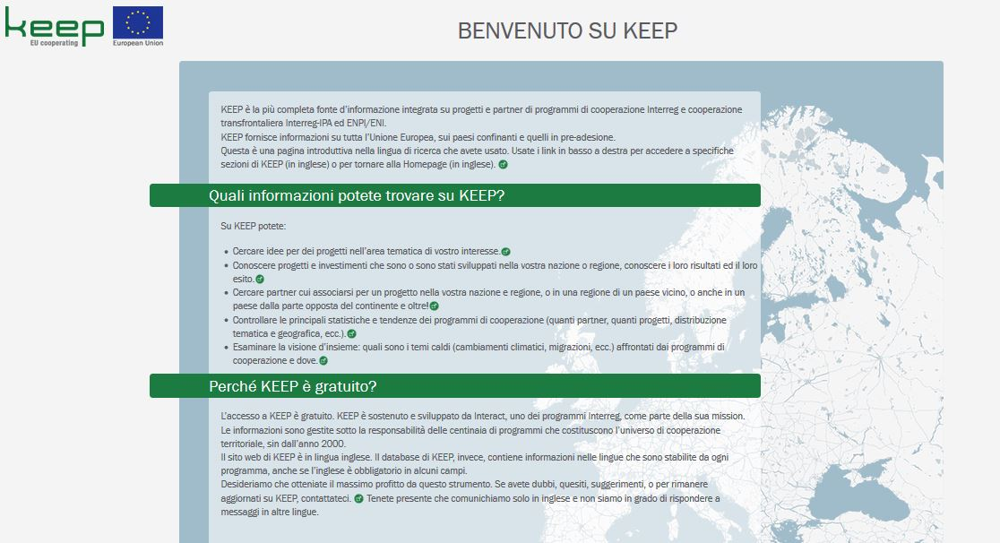 keep
EU cooperating
European Union
BENVENUTO SU KEEP
KEEP è la più completa fonte d'informazione integrata su progetti e partner di programmi di cooperazione Interreg e cooperazione
transfrontaliera Interreg-IPA ed ENPI/ENI.
KEEP fornisce informazioni su tutta l'Unione Europea, sui paesi confinanti e quelli in pre-adesione.
Questa è una pagina introduttiva nella lingua di ricerca che avete usato. Usate i link in basso a destra per accedere a specifiche
sezioni di KEEP (in inglese) o per tornare alla Homepage (in inglese).
Quali informazioni potete trovare su KEEP?
Su KEEP potete:
• Cercare idee per dei progetti nell'area tematica di vostro interesse.
• Conoscere progetti e investimenti che sono o sono stati sviluppati nella vostra nazione o regione, conoscere i loro risultati ed il loro
esito.
• Cercare partner cui associarsi per un progetto nella vostra nazione e regione, o in una regione di un paese vicino, o anche in un
paese dalla parte opposta del continente e oltre!
• Controllare le principali statistiche e tendenze dei programmi di cooperazione (quanti partner, quanti progetti, distribuzione
tematica e geografica, ecc.).
• Esaminare la visione d'insieme: quali sono i temi caldi (cambiamenti climatici, migrazioni, ecc.) affrontati dai programmi di
cooperazione e dove.
Perché KEEP è gratuito?
L'accesso a KEEP è gratuito. KEEP è sostenuto e sviluppato da Interact, uno dei programmi Interreg, come parte della sua mission.
Le informazioni sono gestite sotto la responsabilità delle centinaia di programmi che costituscono l'universo di cooperazione
territoriale, sin dall'anno 2000.
Il sito web di KEEP è in lingua inglese. Il database di KEEP, invece, contiene informazioni nelle lingue che sono stabilite da ogni
programma, anche se l'inglese è obbligatorio in alcuni campi.
Desideriamo che otteniate il massimo profitto da questo strumento. Se avete dubbi, quesiti, suggerimenti, o per rimanere
aggiornati su KEEP, contattateci. Tenete presente che comunichiamo solo in inglese e non siamo in grado di rispondere a
messaggi in altre lingue.